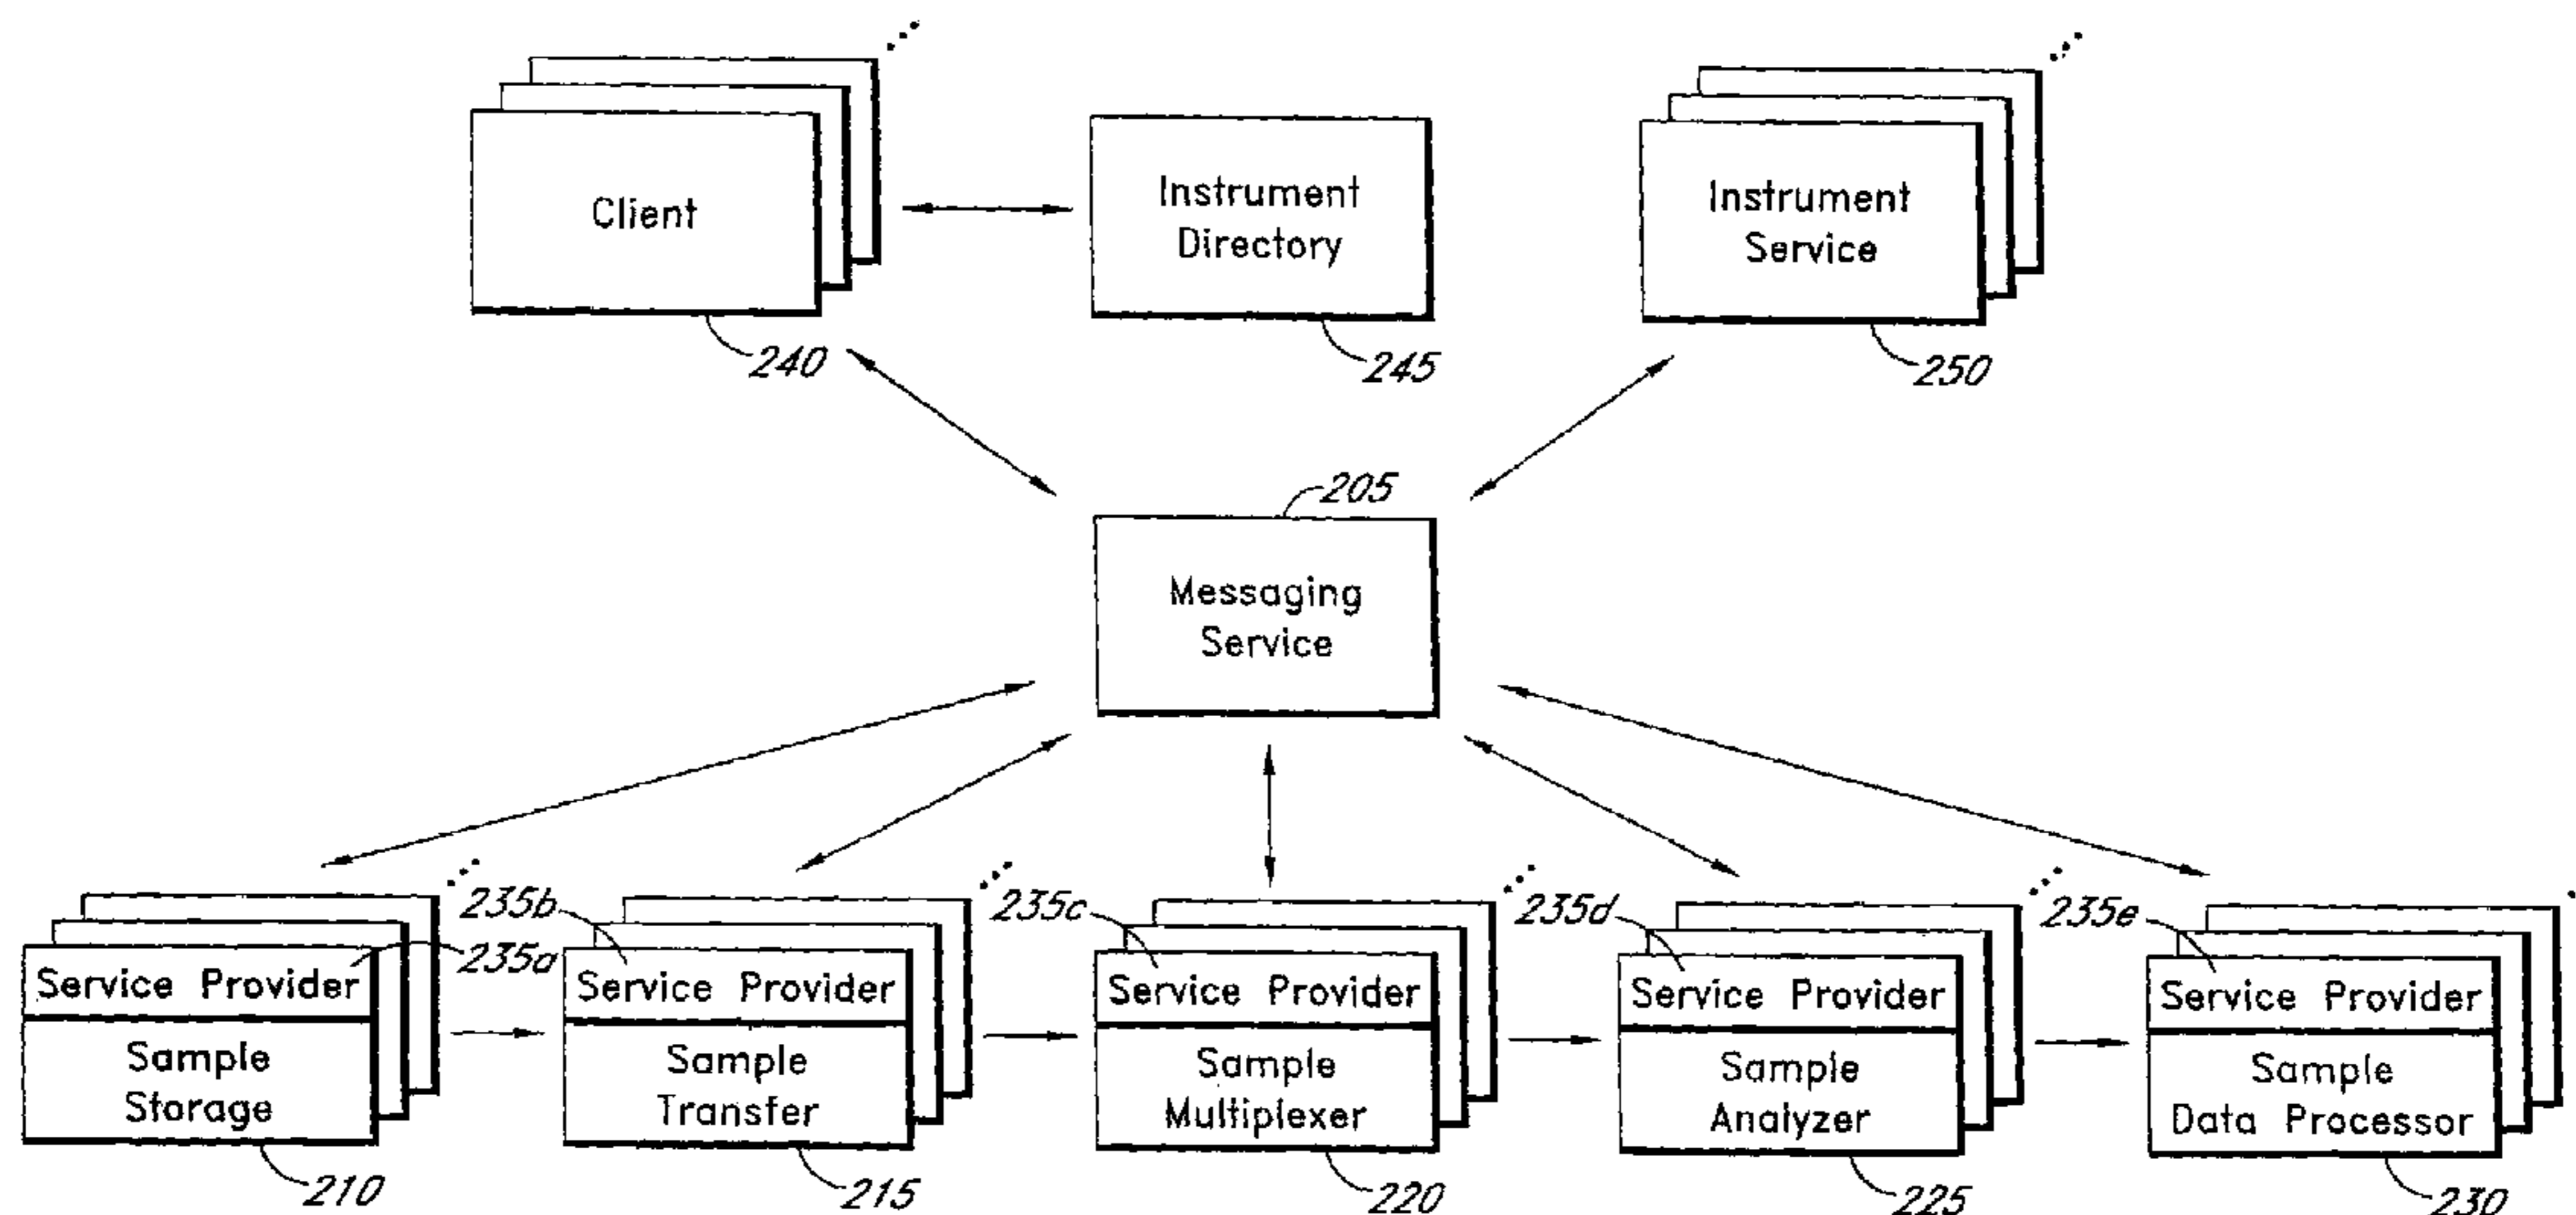 Client
Instrument
Directory
Instrument
Service
240
245
250
205
Messaging
Service
235a
235b
235c
235d
235e
Service Provider
Service Provider
Service Provider
Service Provider
Service Provider
Sample
Storage
Sample
Transfer
Sample
Multiplexer
Sample
Analyzer
Sample
Data Processor
210
215
220
225
230